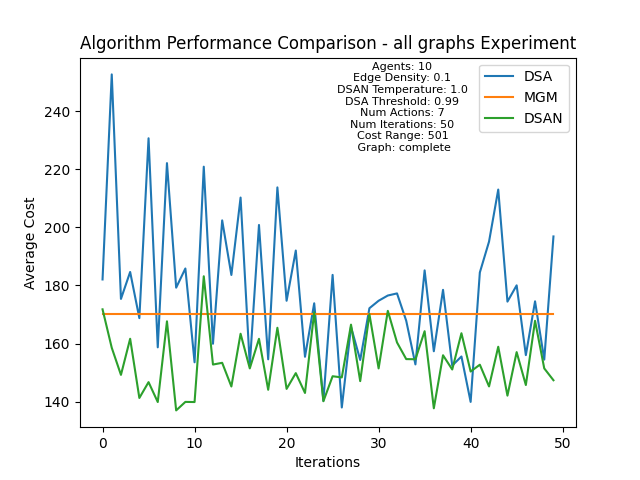 Algorithm Performance Comparison - all graphs Experiment
Agents: 10
Edge Density: 0.1
DSAN Temperature: 1.0
DSA Threshold: 0.99
Num Actions: 7
Num Iterations: 50
Cost Range: 501
Graph: complete
DSA
MGM
DSAN
Average Cost
240
220
200
180
160
140
0 10 20 30 40 50
Iterations